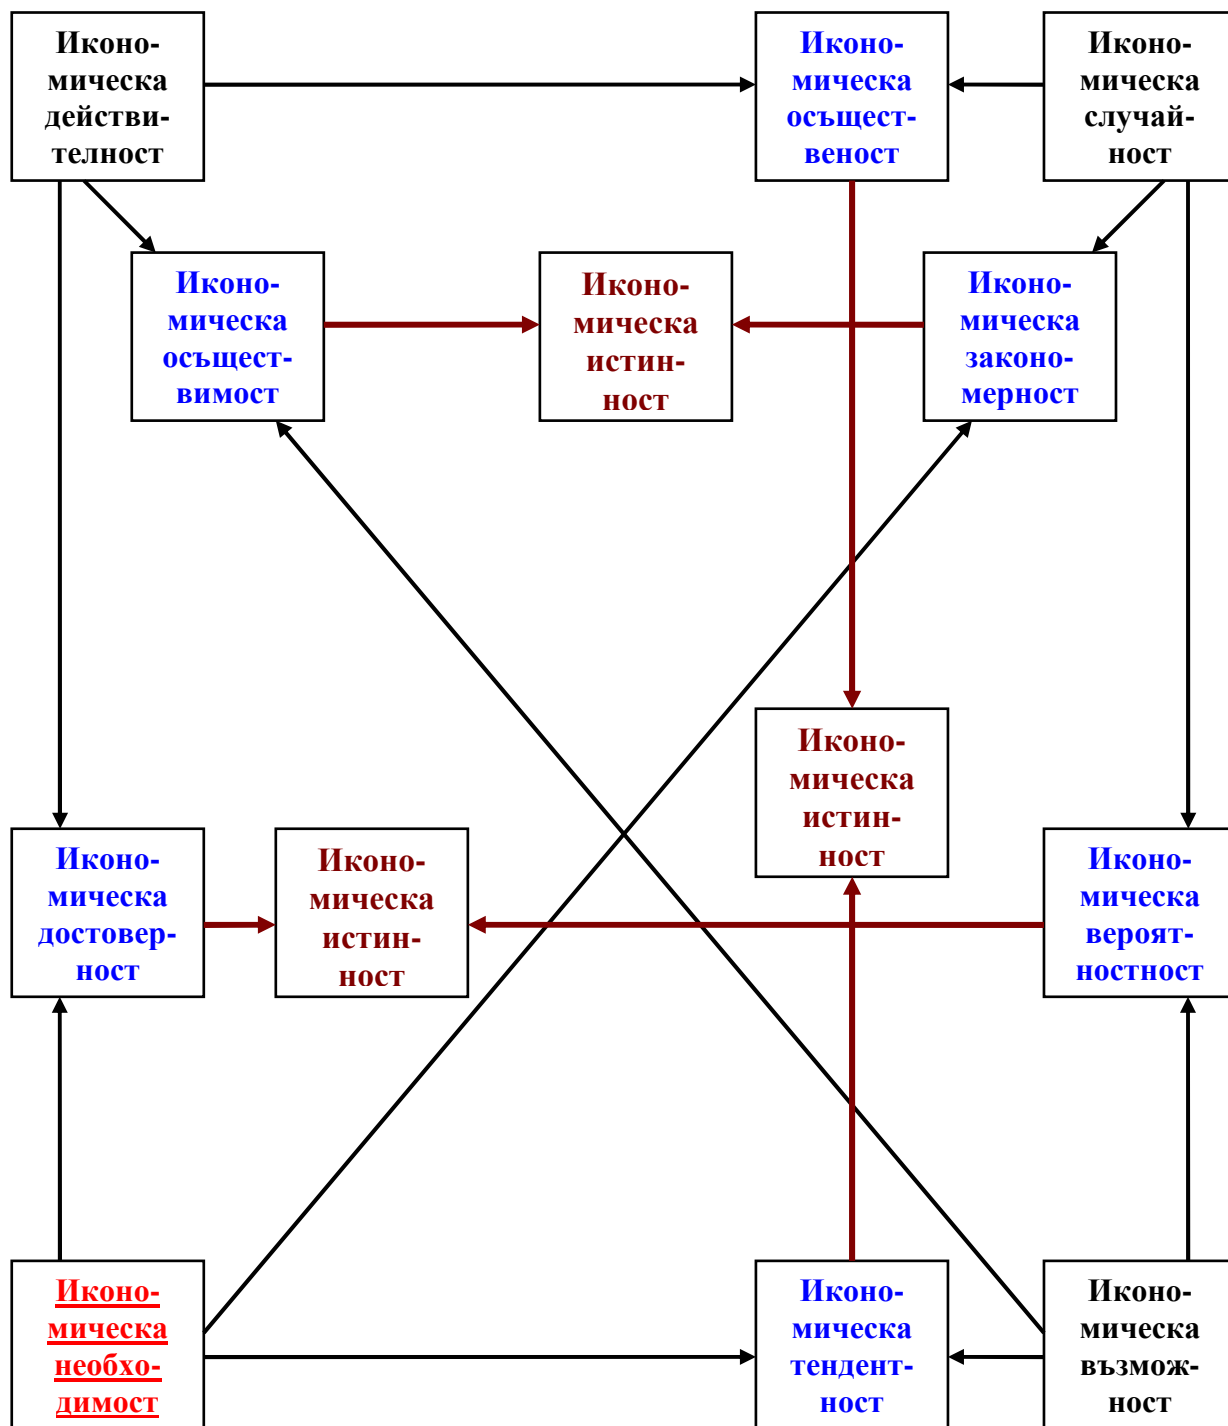 Иконо-
мическа
действи-
телност
Иконо-
мическа
осъщест-
веност
Иконо-
мическа
случай-
ност
Иконо-
мическа
осъщест-
вимост
Иконо-
мическа
истин-
ност
Иконо-
мическа
законо-
мерност
Иконо-
мическа
истин-
ност
Иконо-
мическа
достовер-
ност
Иконо-
мическа
истин-
ност
Иконо-
мическа
вероят-
ностност
Иконо-
мическа
необхо-
димост
Иконо-
мическа
тендент-
ност
Иконо-
мическа
възмож-
ност